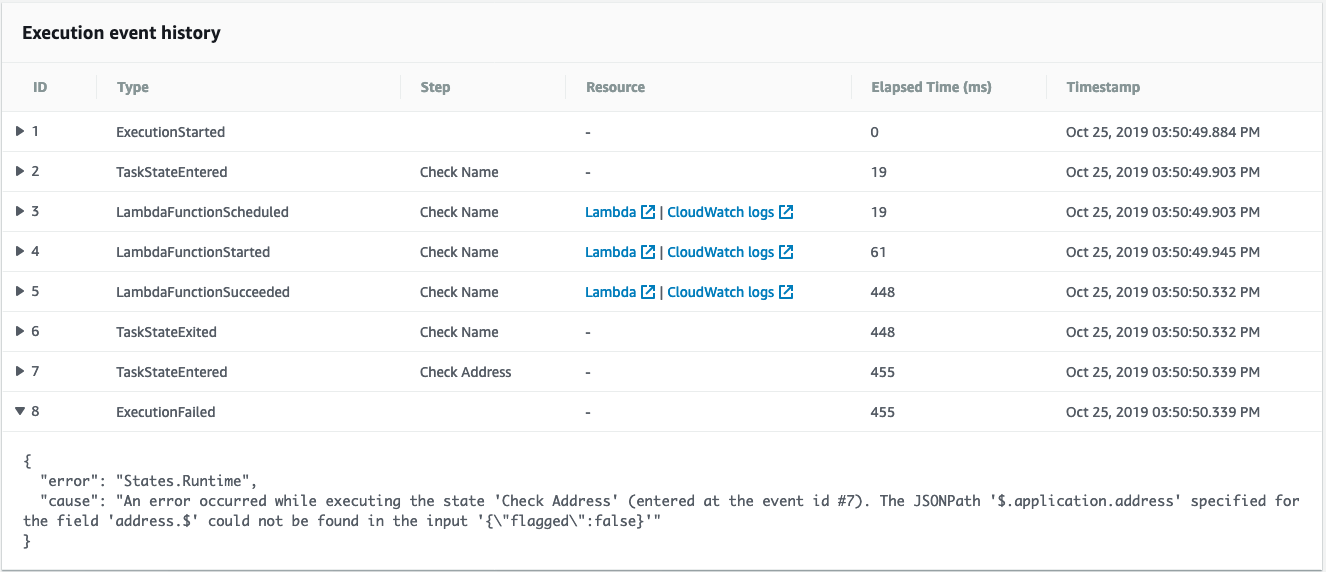 Execution event history
ID Type Step Resource Elapsed Time (ms) Timestamp
1 ExecutionStarted - 0 Oct 25, 2019 03:50:49.884 PM
2 TaskStateEntered Check Name - 19 Oct 25, 2019 03:50:49.903 PM
3 LambdaFunctionScheduled Check Name Lambda | CloudWatch logs 19 Oct 25, 2019 03:50:49.903 PM
4 LambdaFunctionStarted Check Name Lambda | CloudWatch logs 61 Oct 25, 2019 03:50:49.945 PM
5 LambdaFunctionSucceeded Check Name Lambda | CloudWatch logs 448 Oct 25, 2019 03:50:50.332 PM
6 TaskStateExited Check Name - 448 Oct 25, 2019 03:50:50.332 PM
7 TaskStateEntered Check Address - 455 Oct 25, 2019 03:50:50.339 PM
8 ExecutionFailed - 455 Oct 25, 2019 03:50:50.339 PM
{
"error": "States.Runtime",
"cause": "An error occurred while executing the state 'Check Address' (entered at the event id #7). The JSONPath '$.application.address' specified for
the field 'address.$' could not be found in the input '{\"flagged\":false}'"
}